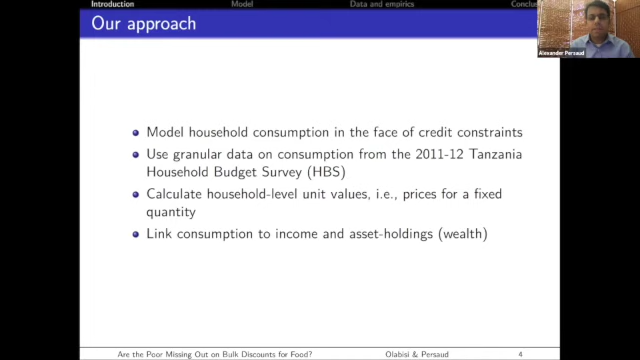 Introduction Model Data and empirics Conclu
Our approach
Alexander Persaud
Model household consumption in the face of credit constraints
Use granular data on consumption from the 2011-12 Tanzania
Household Budget Survey (HBS)
Calculate household-level unit values, i.e., prices for a fixed
quantity
Link consumption to income and asset-holdings (wealth)
Are the Poor Missing Out on Bulk Discounts for Food? Olabisi & Persaud 4